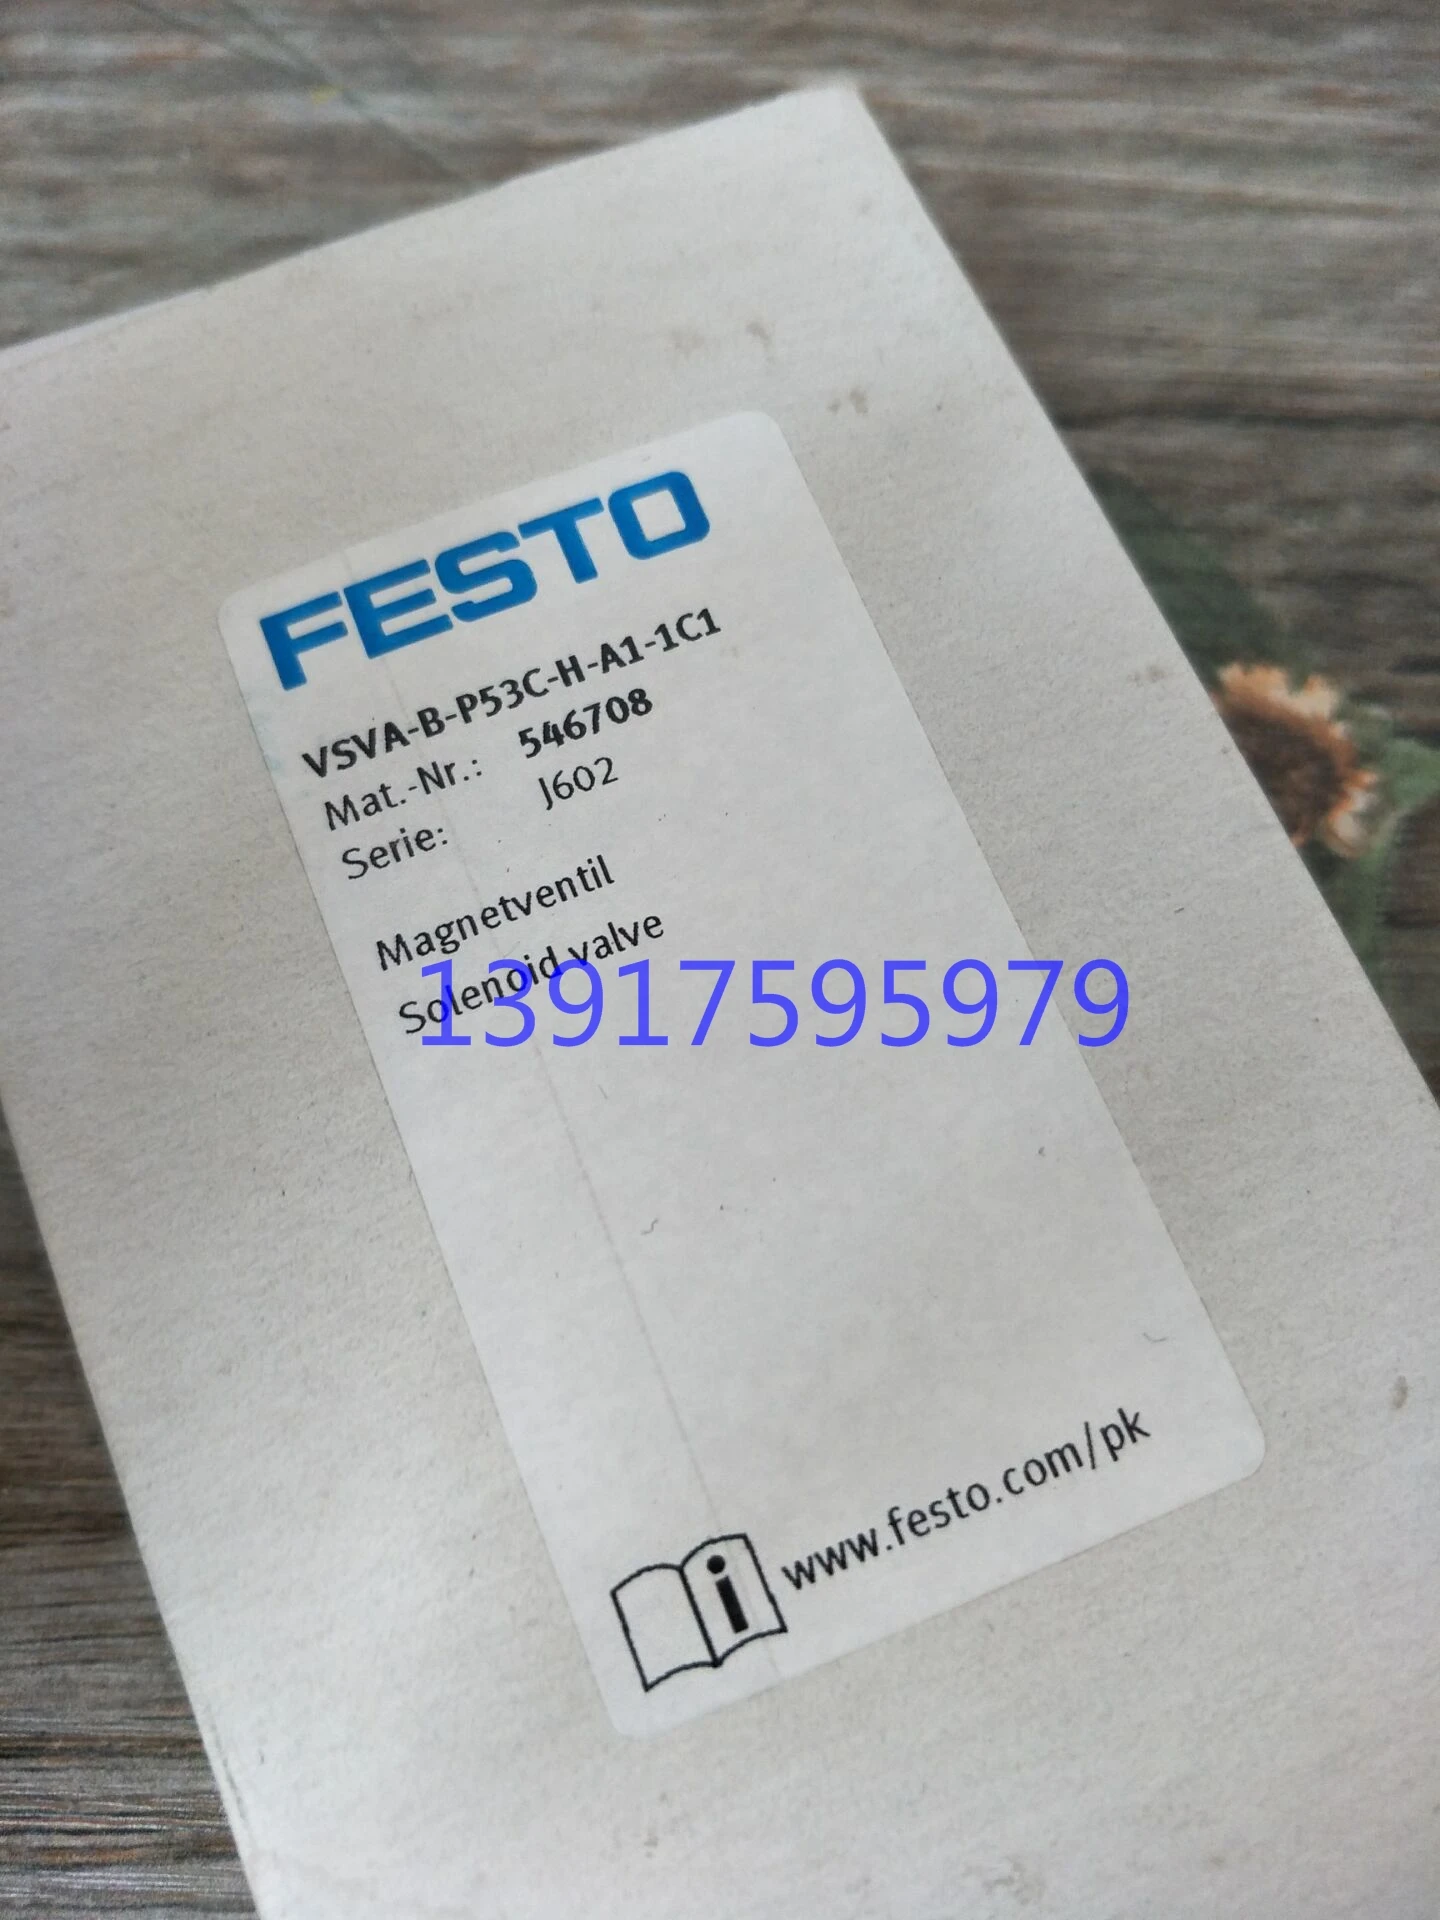 FESTO
VSVA-B-P53C-H-A1-1C1
Mat.-Nr.: 546708
Serie: J602
Magnetventil
Solenoid valve
13917595979
i www.festo.com/pk